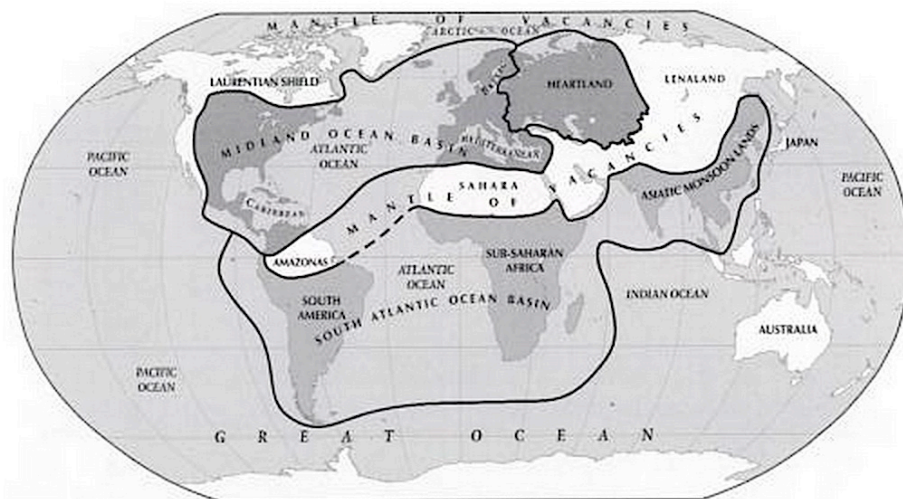 MANTLE OF VACANCIES
ARCTIC OCEAN
LAURENTIAN SHIELD
BALTIC
HEARTLAND
LENALAND
MIDLAND OCEAN BASIN
ATLANTIC
OCEAN
MEDITERRANEAN
PACIFIC
OCEAN
JAPAN
PACIFIC
OCEAN
ASIATIC MONSOON LANDS
SAHARA
MANTLE OF VACANCIES
CARIBBEAN
AMAZONAS
ATLANTIC
OCEAN
SUB-SAHARAN
AFRICA
INDIAN OCEAN
SOUTH
AMERICA
SOUTH ATLANTIC OCEAN BASIN
AUSTRALIA
PACIFIC
OCEAN
GREAT OCEAN